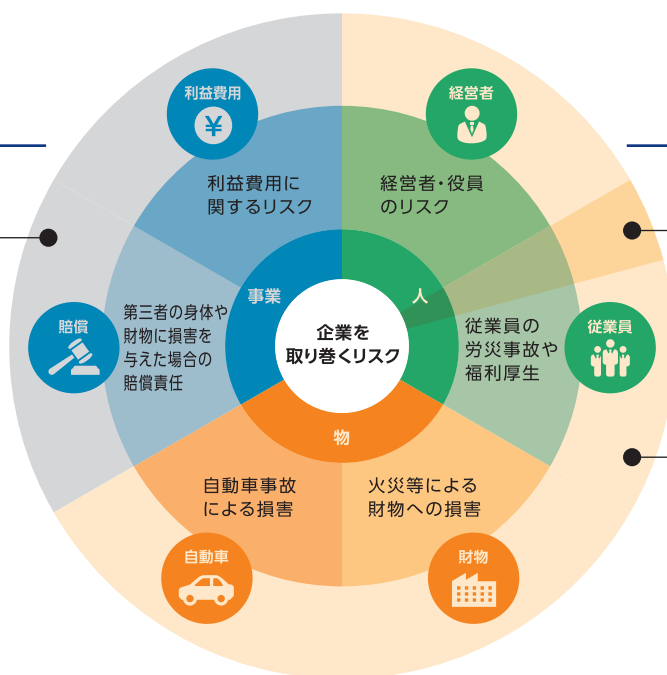 利益費用
¥
経営者
利益費用に
関するリスク
経営者・役員
のリスク
事業
人
企業を
取り巻くリスク
賠償
第三者の身体や
財物に損害を
与えた場合の
賠償責任
従業員の
労災事故や
福利厚生
従業員
物
自動車事故
による損害
火災等による
財物への損害
自動車
財物